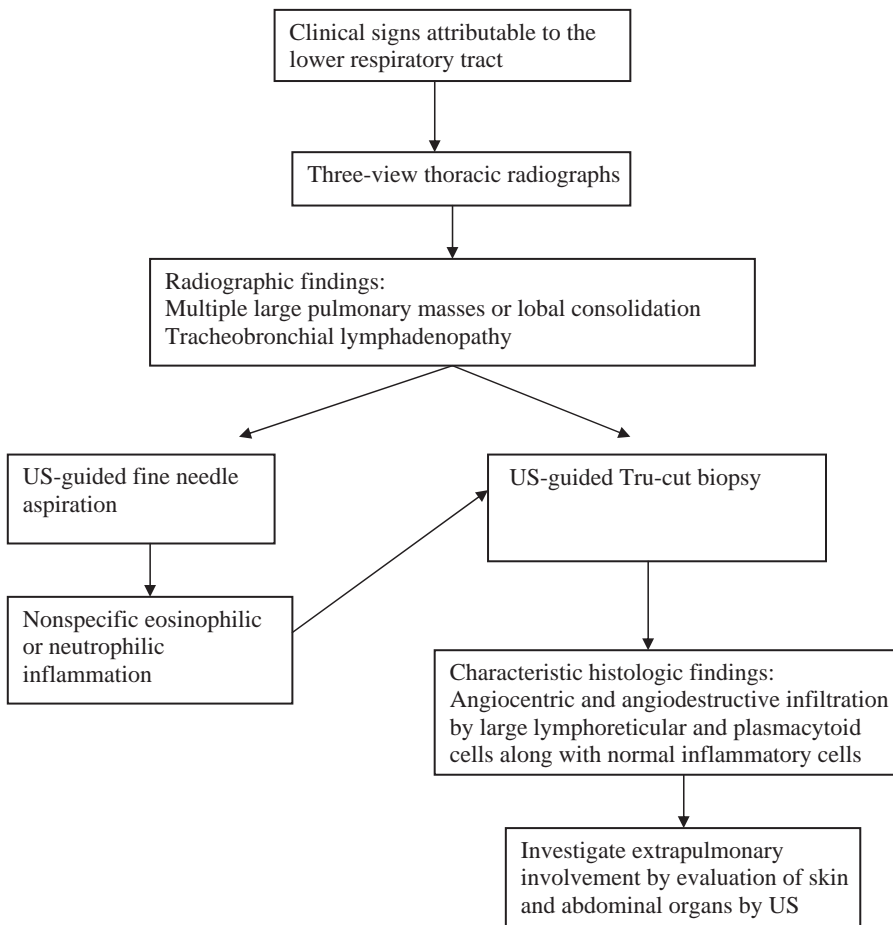 Clinical signs attributable to the
lower respiratory tract
Three-view thoracic radiographs
Radiographic findings:
Multiple large pulmonary masses or lobal consolidation
Tracheobronchial lymphadenopathy
US-guided fine needle
aspiration
US-guided Tru-cut biopsy
Nonspecific eosinophilic
or neutrophilic
inflammation
Characteristic histologic findings:
Angiocentric and angiodestructive infiltration
by large lymphoreticular and plasmacytoid
cells along with normal inflammatory cells
Investigate extrapulmonary
involvement by evaluation of skin
and abdominal organs by US